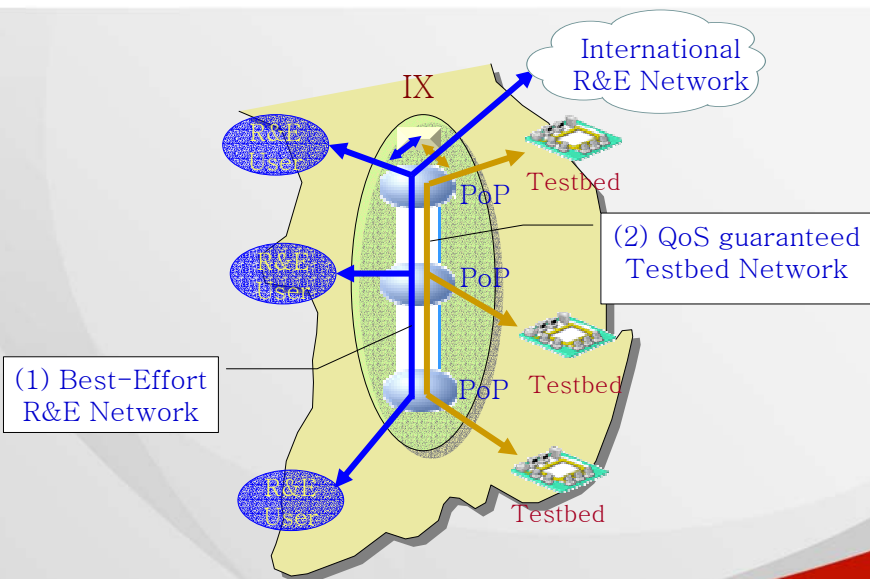 International
R&E Network
IX
R&E
User
Testbed
PoP
(2) QoS guaranteed
Testbed Network
R&E
User
PoP
(1) Best-Effort
R&E Network
Testbed
PoP
R&E
User
Testbed